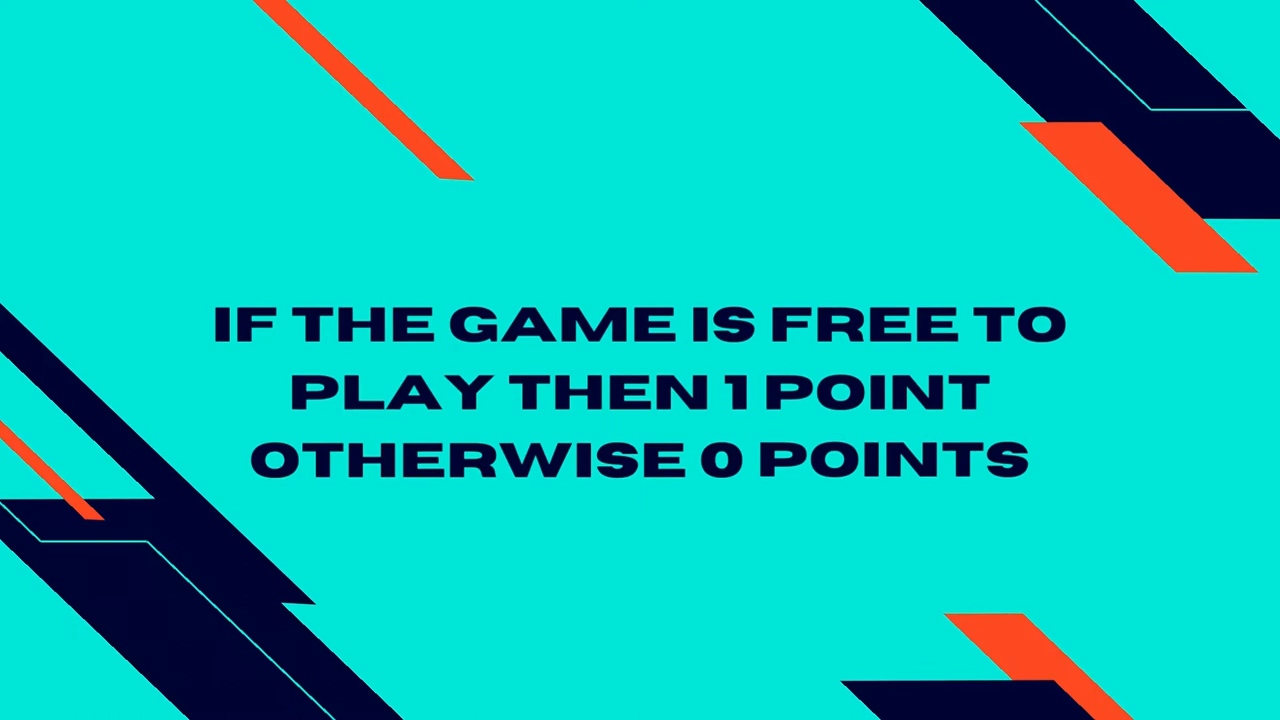 IF THE GAME IS FREE TO
PLAY THEN 1 POINT
OTHERWISE 0 POINTS